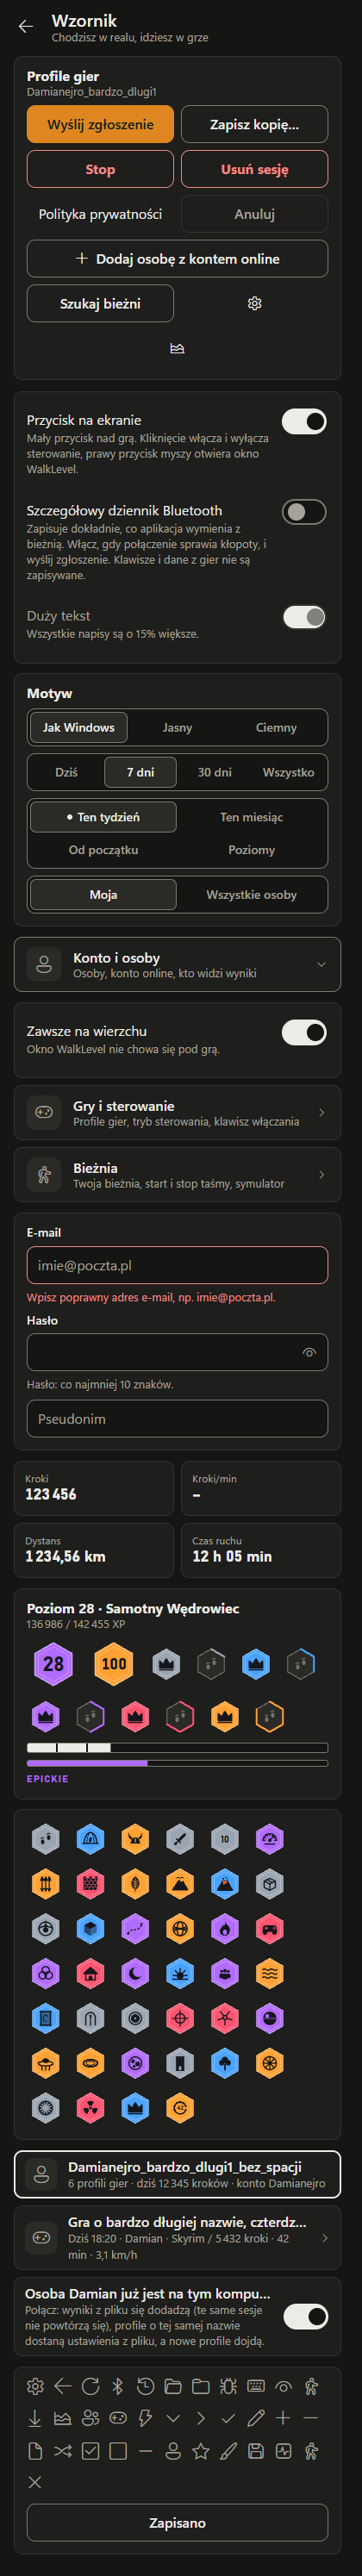 Wzornik
Chodzisz w realu, idziesz w grze
Profile gier
Damianejro_bardzo_dlugi1
Wyślij zgłoszenie
Zapisz kopię...
Stop
Usuń sesję
Polityka prywatności
Anuluj
Dodaj osobę z kontem online
Szukaj bieżni
Przycisk na ekranie
Mały przycisk nad grą. Kliknięcie włącza i wyłącza
sterowanie, prawy przycisk myszy otwiera okno
WalkLevel.
Szczegółowy dziennik Bluetooth
Zapisuje dokładnie, co aplikacja wymienia z
bieżnią. Włącz, gdy połączenie sprawia kłopoty, i
wyślij zgłoszenie. Klawisze i dane z gier nie są
zapisywane.
Duży tekst
Wszystkie napisy są o 15% większe.
Motyw
Jak Windows
Jasny
Ciemny
Dziś
7 dni
30 dni
Wszystko
• Ten tydzień
Ten miesiąc
Od początku
Poziomy
Moja
Wszystkie osoby
Konto i osoby
Osoby, konto online, kto widzi wyniki
Zawsze na wierzchu
Okno WalkLevel nie chowa się pod grą.
Gry i sterowanie
Profile gier, tryb sterowania, klawisz włączania
Bieżnia
Twoja bieżnia, start i stop taśmy, symulator
E-mail
imie@poczta.pl
Wpisz poprawny adres e-mail, np. imie@poczta.pl.
Hasło
Hasło: co najmniej 10 znaków.
Pseudonim
Kroki
123 456
Kroki/min
–
Dystans
1 234,56 km
Czas ruchu
12 h 05 min
Poziom 28 · Samotny Wędrowiec
136 986 / 142 455 XP
28
100
EPICKIE
10
42
Damianejro_bardzo_dlugi1_bez_spacji
6 profili gier · dziś 12 345 kroków · konto Damianejro
Gra o bardzo długiej nazwie, czterdz...
Dziś 18:20 · Damian · Skyrim / 5 432 kroki · 42
min · 3,1 km/h
Osoba Damian już jest na tym kompu...
Połącz: wyniki z pliku się dodadzą (te same sesje
nie powtórzą się), profile o tej samej nazwie
dostaną ustawienia z pliku, a nowe profile dojdą.
Zapisano